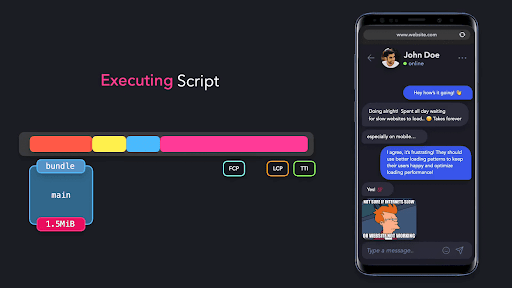 Executing Script
bundle
main
1.5MiB
FCP
LCP
TTI
www.website.com
John Doe
online
Hey how's it going! 👋
Doing alright! Spent all day waiting
for slow websites to load.. 😅 Takes forever
especially on mobile...
I agree, it's frustrating! They should
use better loading patterns to keep
their users happy and optimize
loading performance!
Yes!
NOT SURE IF INTERNETS SLOW
OR WEBSITE NOT WORKING
Type a message..